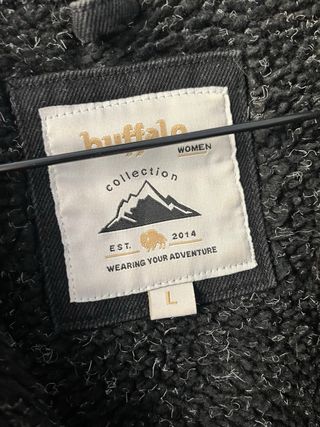 buffalo
WOMEN
collection
EST. 2014
WEARING YOUR ADVENTURE
L